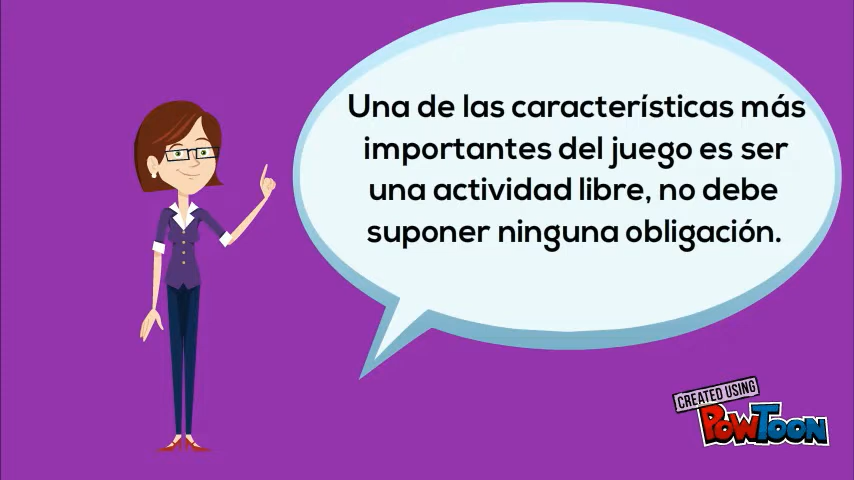 Una de las características más
importantes del juego es ser
una actividad libre, no debe
suponer ninguna obligación.
CREATED USING
POWTOON